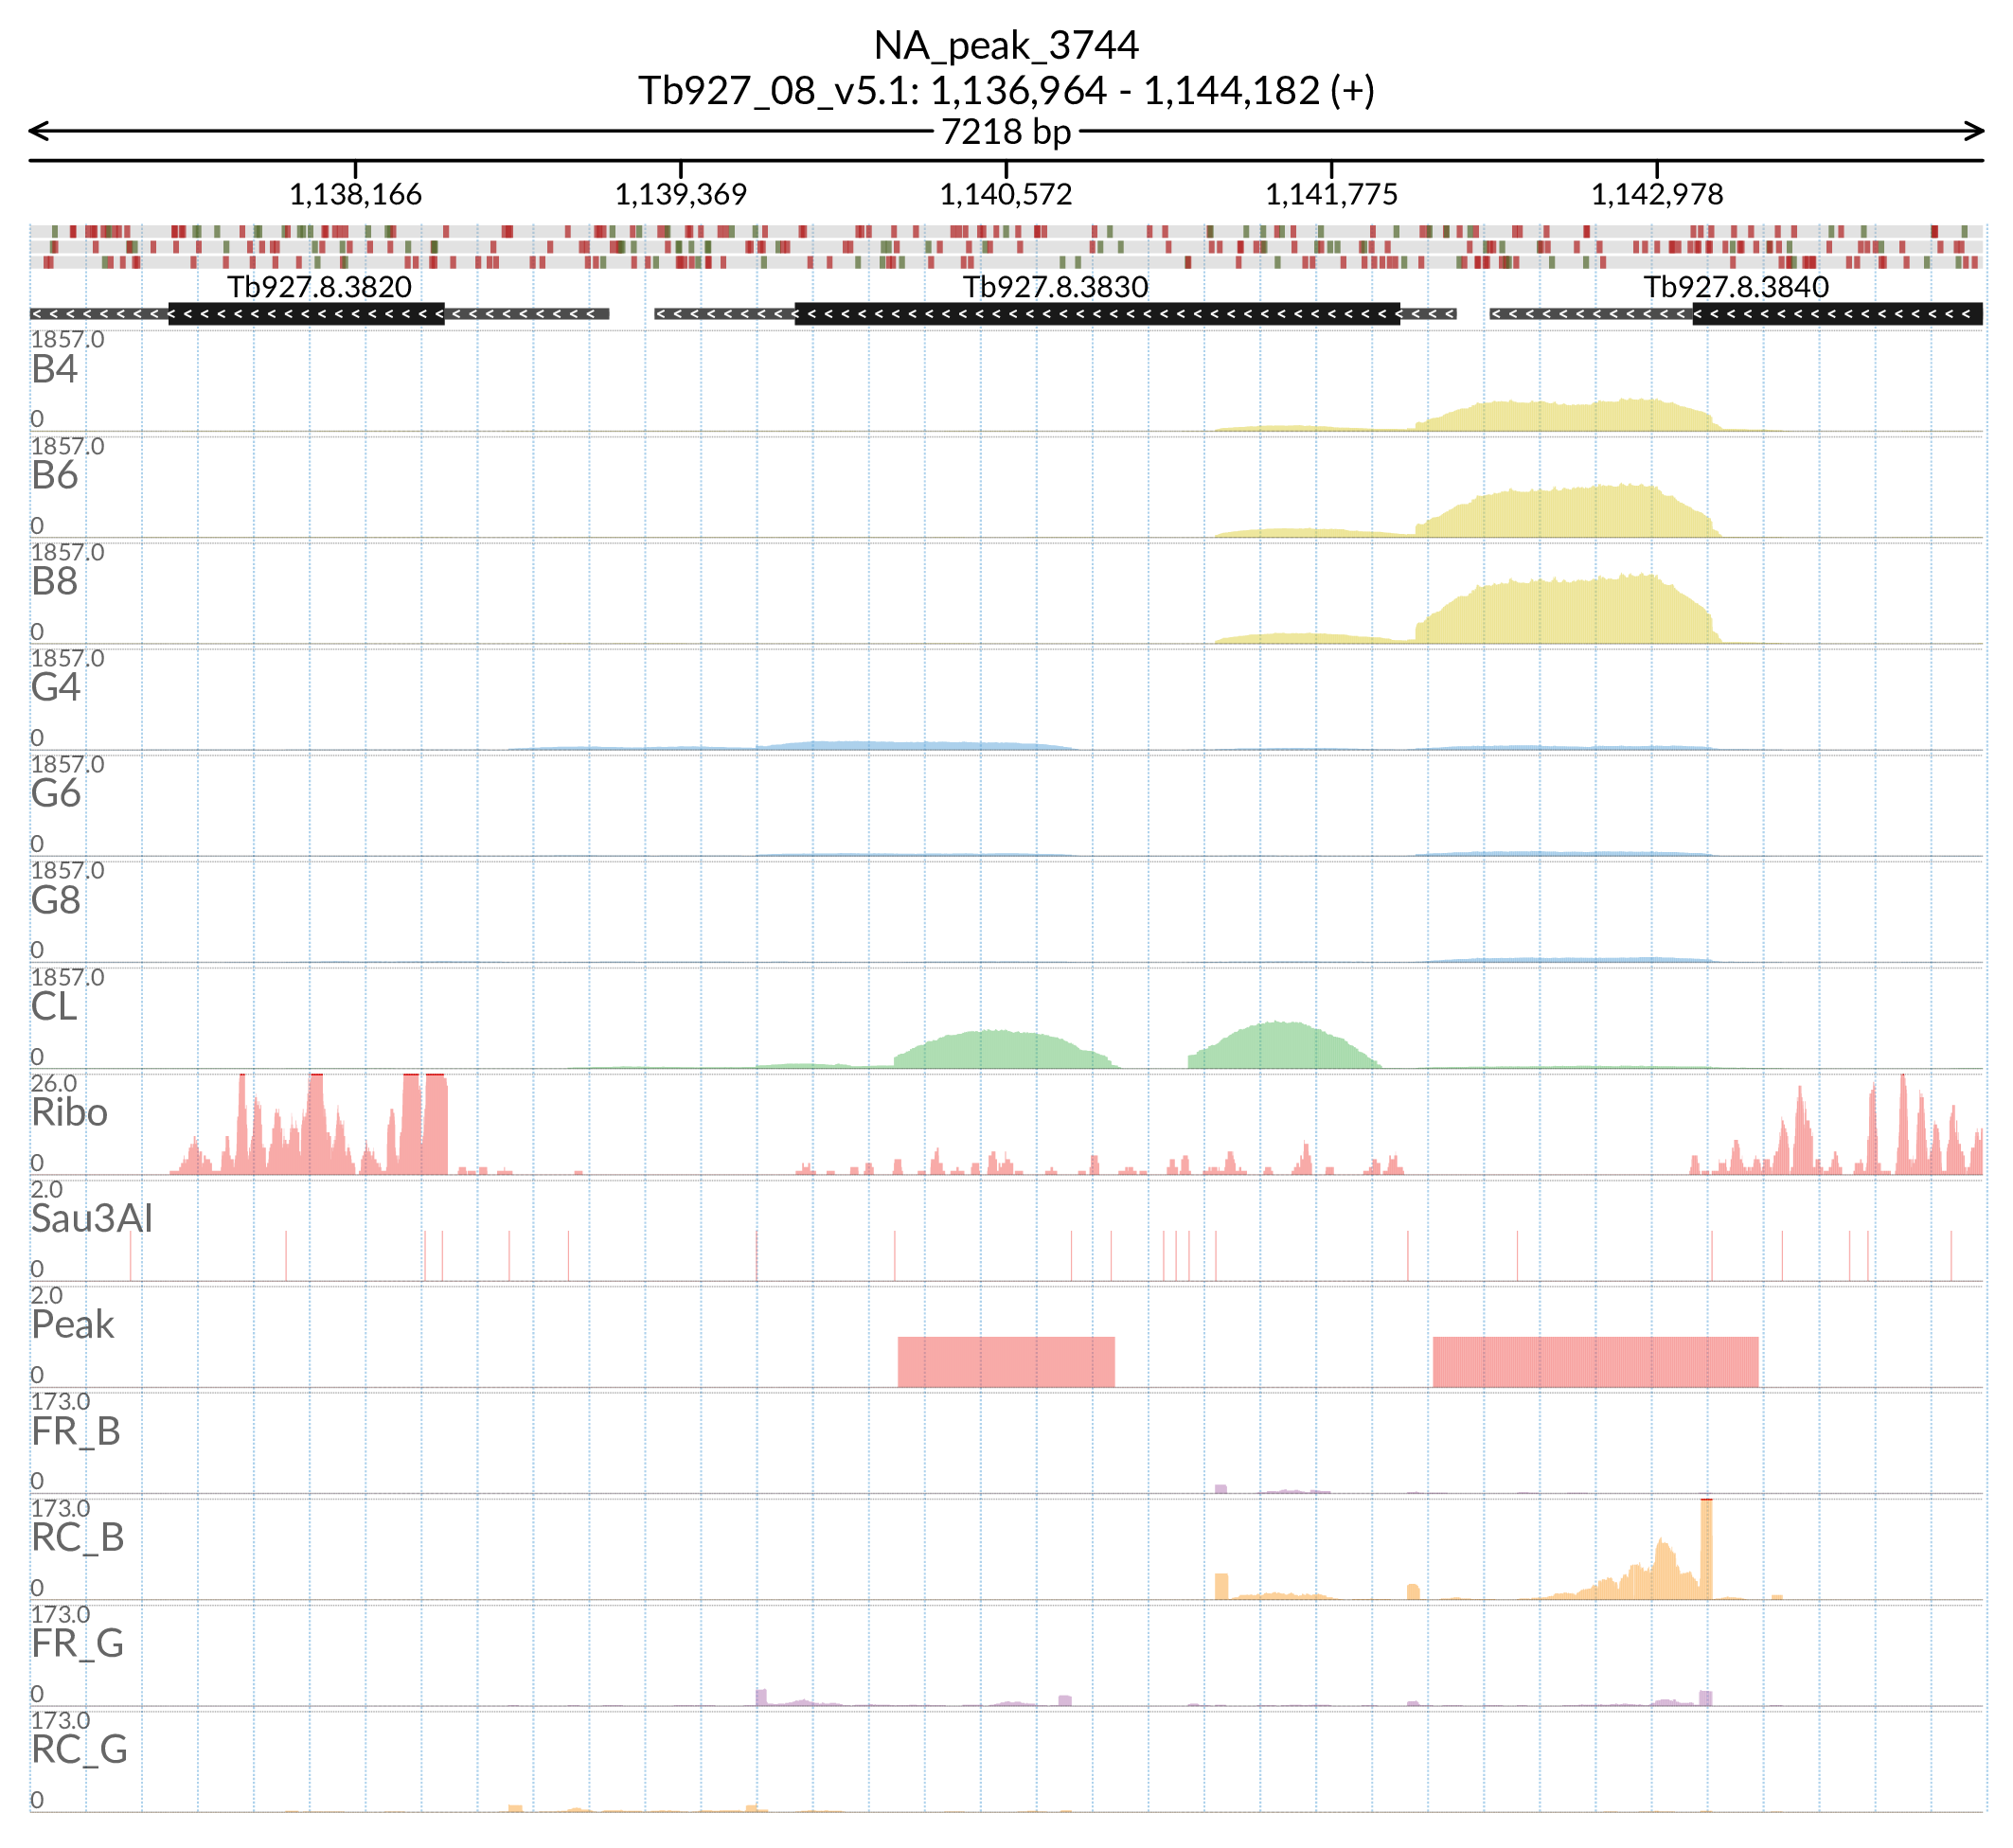 NA_peak_3744
Tb927_08_v5.1: 1,136,964 - 1,144,182 (+)
7218 bp
1,138,166 1,139,369 1,140,572 1,141,775 1,142,978
Tb927.8.3820 Tb927.8.3830 Tb927.8.3840
1857.0
B4
0
1857.0
B6
0
1857.0
B8
0
1857.0
G4
0
1857.0
G6
0
1857.0
G8
0
1857.0
CL
0
26.0
Ribo
0
2.0
Sau3AI
0
2.0
Peak
0
173.0
FR_B
0
173.0
RC_B
0
173.0
FR_G
0
173.0
RC_G
0